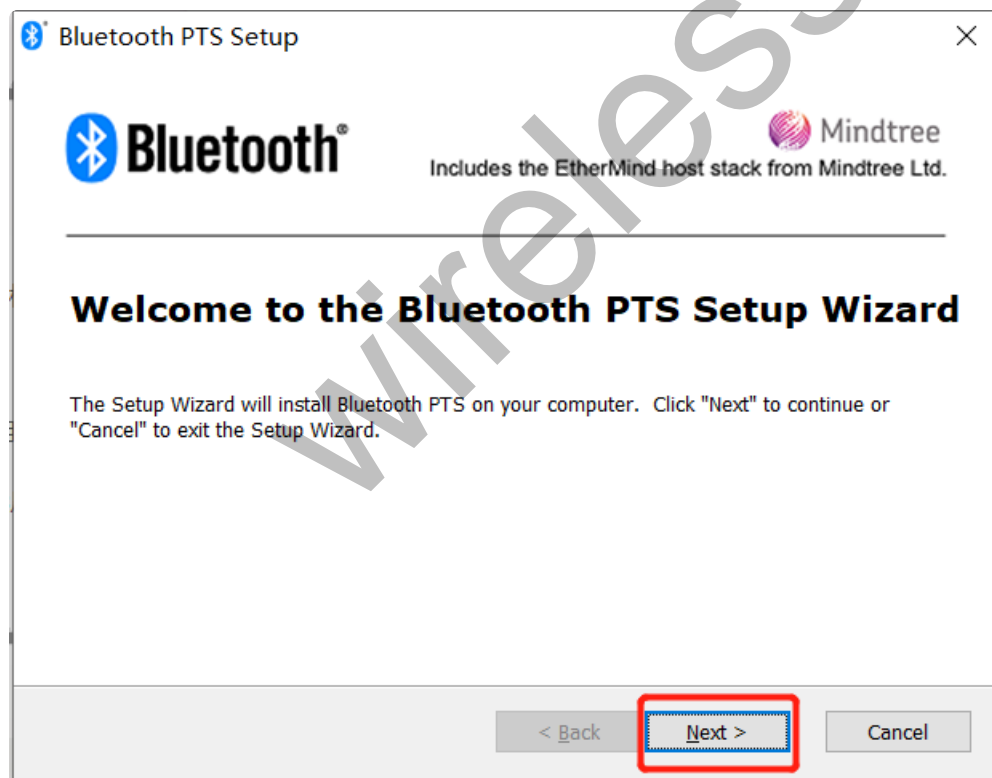 Bluetooth PTS Setup
Bluetooth®
Mindtree
Includes the EtherMind host stack from Mindtree Ltd.
Welcome to the Bluetooth PTS Setup Wizard
The Setup Wizard will install Bluetooth PTS on your computer.  Click "Next" to continue or
"Cancel" to exit the Setup Wizard.
< Back
Next >
Cancel
wireless